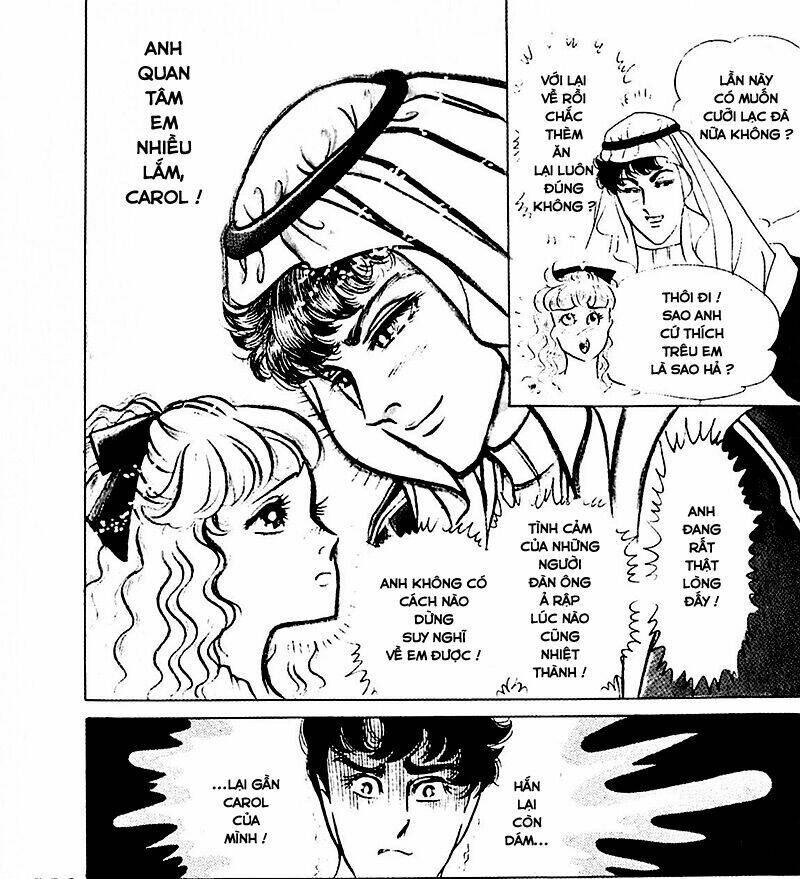 LẦN NÀY
CÓ MUỐN
CƯỠI LẠC ĐÀ
NỮA KHÔNG ?
VỚI LẠI
VỀ RỒI
CHẮC
THÈM
ĂN
LẠI LUÔN
ĐÚNG
KHÔNG ?
THÔI ĐI !
SAO ANH
CỨ THÍCH
TRÊU EM
LÀ SAO HẢ ?
ANH
QUAN
TÂM
EM
NHIỀU
LẮM,
CAROL !
ANH
ĐANG
RẤT
THẬT
LÒNG
ĐẤY !
TÌNH CẢM
CỦA NHỮNG
NGƯỜI
ĐÀN ÔNG
Ả RẬP
LÚC NÀO
CŨNG
NHIỆT
THÀNH !
ANH KHÔNG CÓ
CÁCH NÀO
DỪNG
SUY NGHĨ
VỀ EM ĐƯỢC !
HẮN
LẠI
CÒN
DÁM...
...LẠI GẦN
CAROL
CỦA
MÌNH !